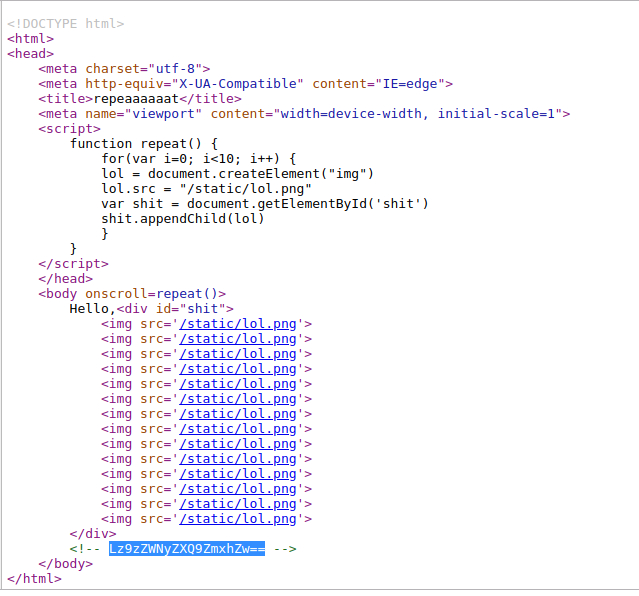 <!DOCTYPE html>
<html>
<head>
    <meta charset="utf-8">
    <meta http-equiv="X-UA-Compatible" content="IE=edge">
    <title>repeaaaaaat</title>
    <meta name="viewport" content="width=device-width, initial-scale=1">
    <script>
        function repeat() {
            for(var i=0; i<10; i++) {
            lol = document.createElement("img")
            lol.src = "/static/lol.png"
            var shit = document.getElementById('shit')
            shit.appendChild(lol)
            }
        }
    </script>
    </head>
    <body onscroll=repeat()>
        Hello,<div id="shit">
            <img src='/static/lol.png'>
            <img src='/static/lol.png'>
            <img src='/static/lol.png'>
            <img src='/static/lol.png'>
            <img src='/static/lol.png'>
            <img src='/static/lol.png'>
            <img src='/static/lol.png'>
            <img src='/static/lol.png'>
            <img src='/static/lol.png'>
            <img src='/static/lol.png'>
            <img src='/static/lol.png'>
            <img src='/static/lol.png'>
            <img src='/static/lol.png'>
            <img src='/static/lol.png'>
        </div>
        <!-- Lz9zZWNyZXQ9ZmxhZw== -->
    </body>
</html>